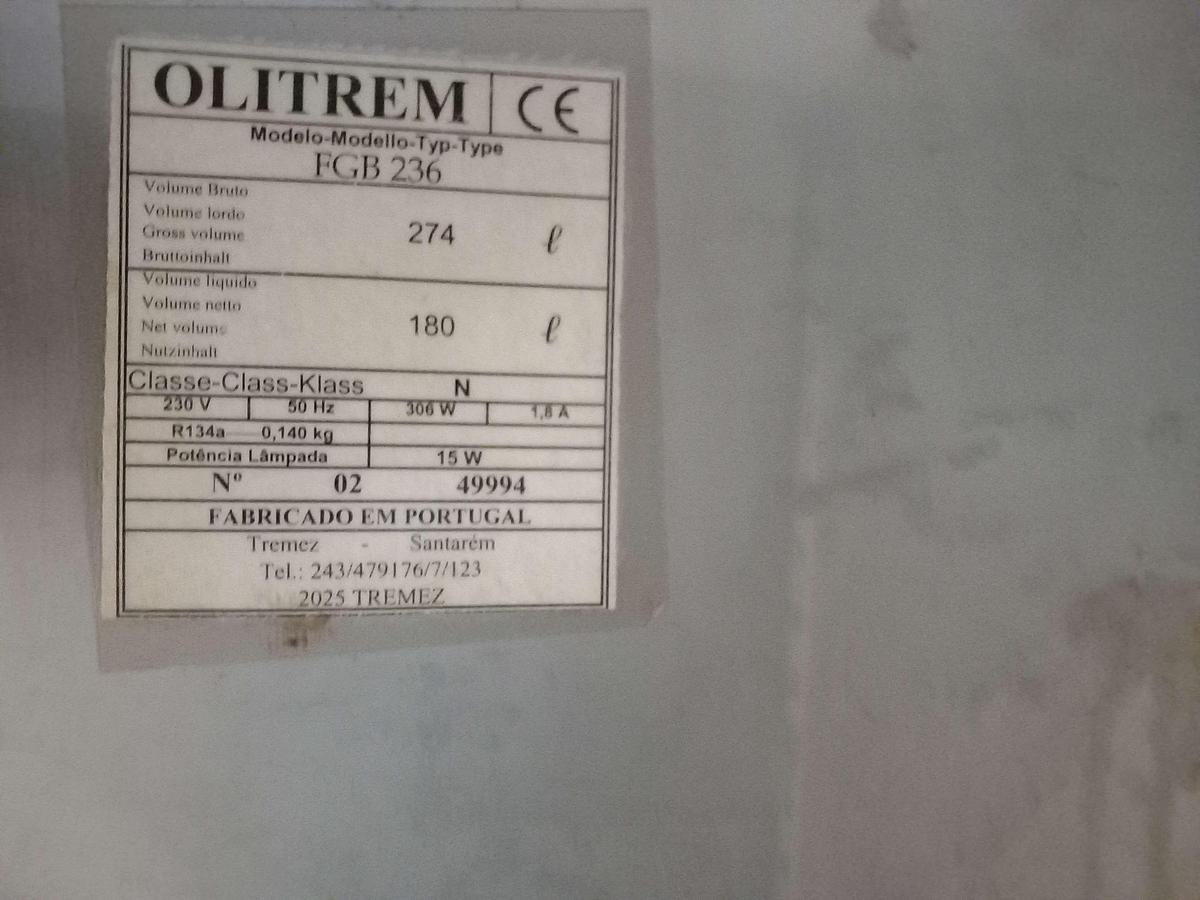 OLITREM CE
Modelo-Modello-Typ-Type
FGB 236
Volume Bruto
Volume lordo
Gross volume 274 ℓ
Bruttoinhalt
Volume liquido
Volume netto
Net volume 180 ℓ
Nutzinhalt
Classe-Class-Klass N
230 V 50 Hz 306 W 1,8 A
R134a 0,140 kg
Potência Lâmpada 15 W
Nº 02 49994
FABRICADO EM PORTUGAL
Tremez - Santarém
Tel.: 243/479176/7/123
2025 TREMEZ